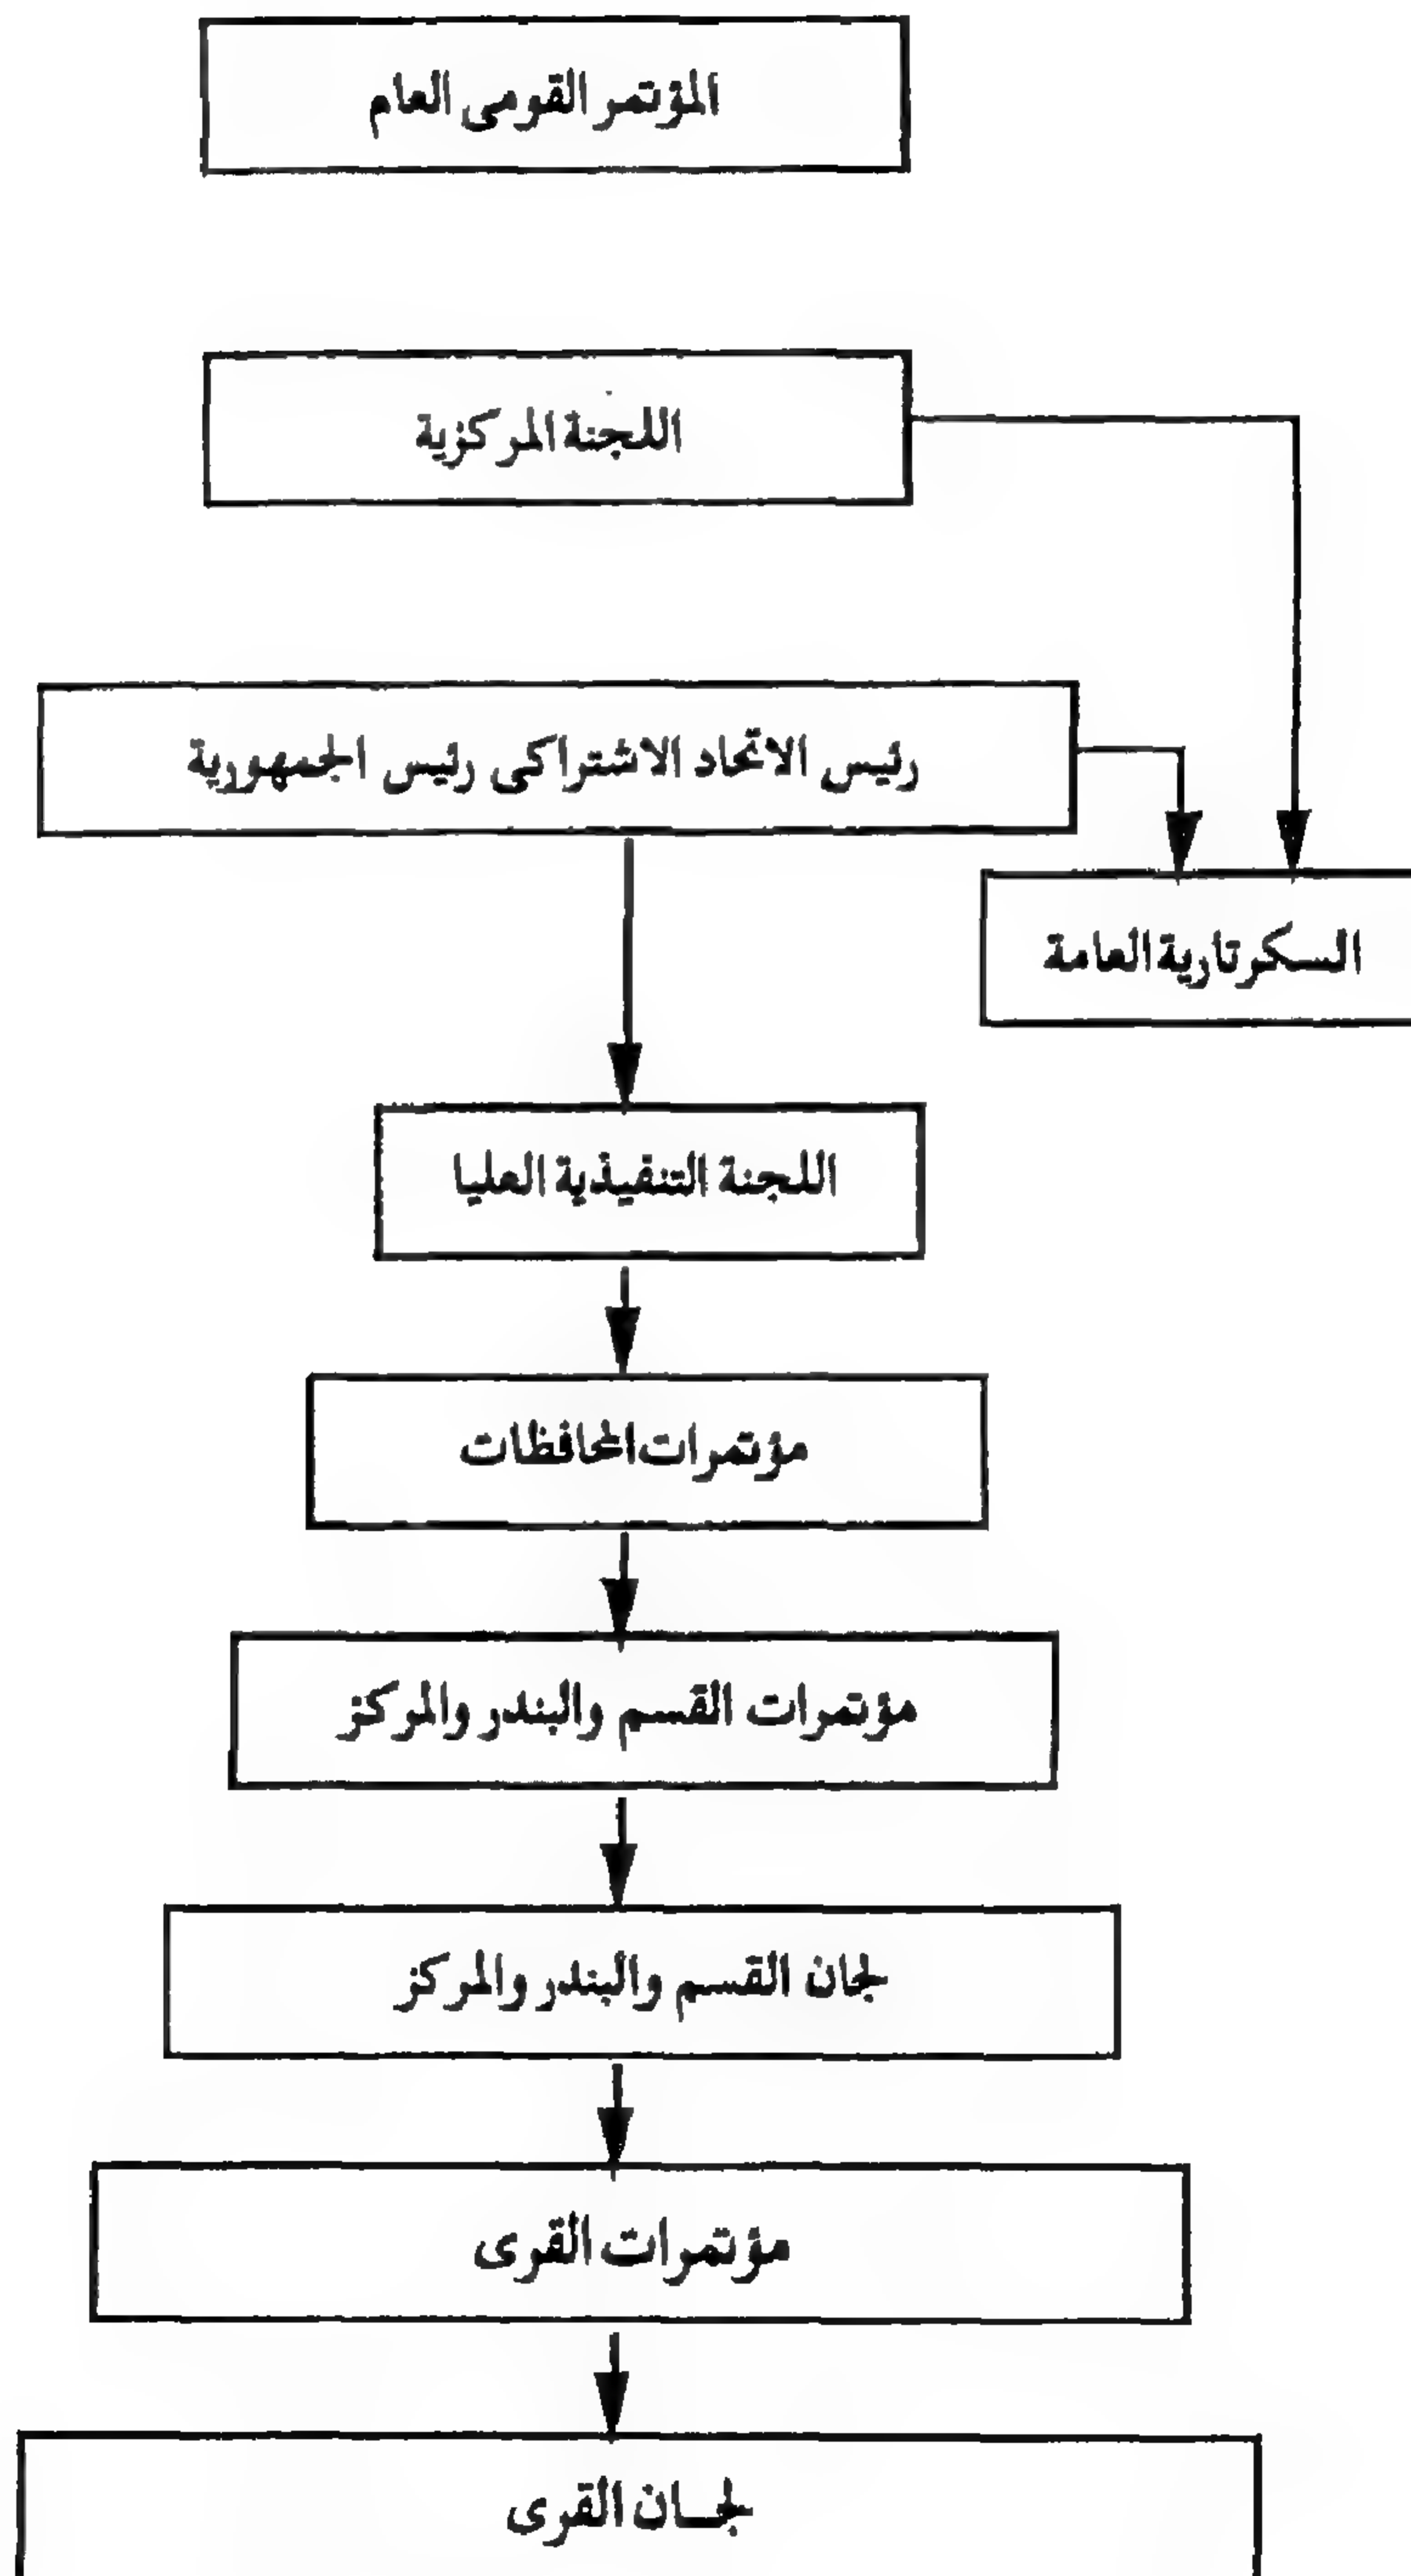 المؤتمر القومى العام
اللجنة المركزية
رئيس الاتحاد الاشتراكى رئيس الجمهورية
السكرتارية العامة
اللجنة التنفيذية العليا
مؤتمرات المحافظات
مؤتمرات القسم والبندر والمركز
لجان القسم والبندر والمركز
مؤتمرات القرى
لجان القرى